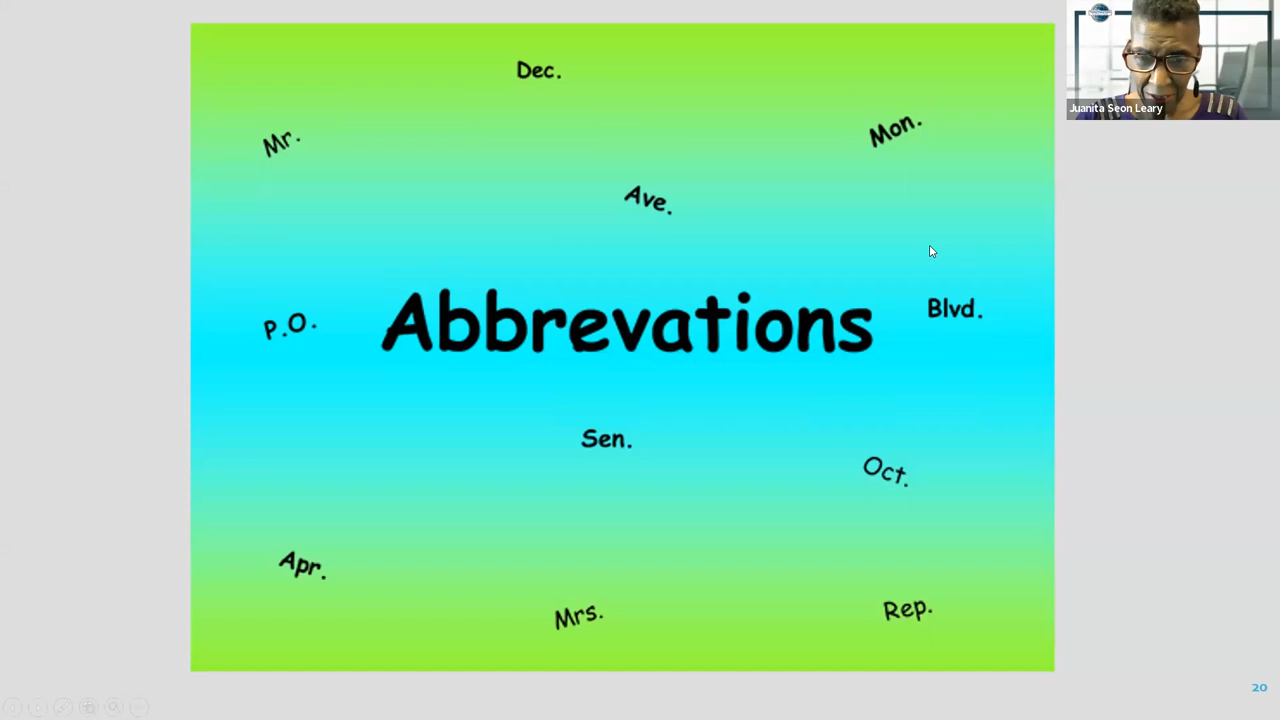 Dec.
Mr.
Mon.
Ave.
Abbrevations
P.O.
Blvd.
Sen.
Oct.
Apr.
Mrs.
Rep.
Juanita Seon Leary
20